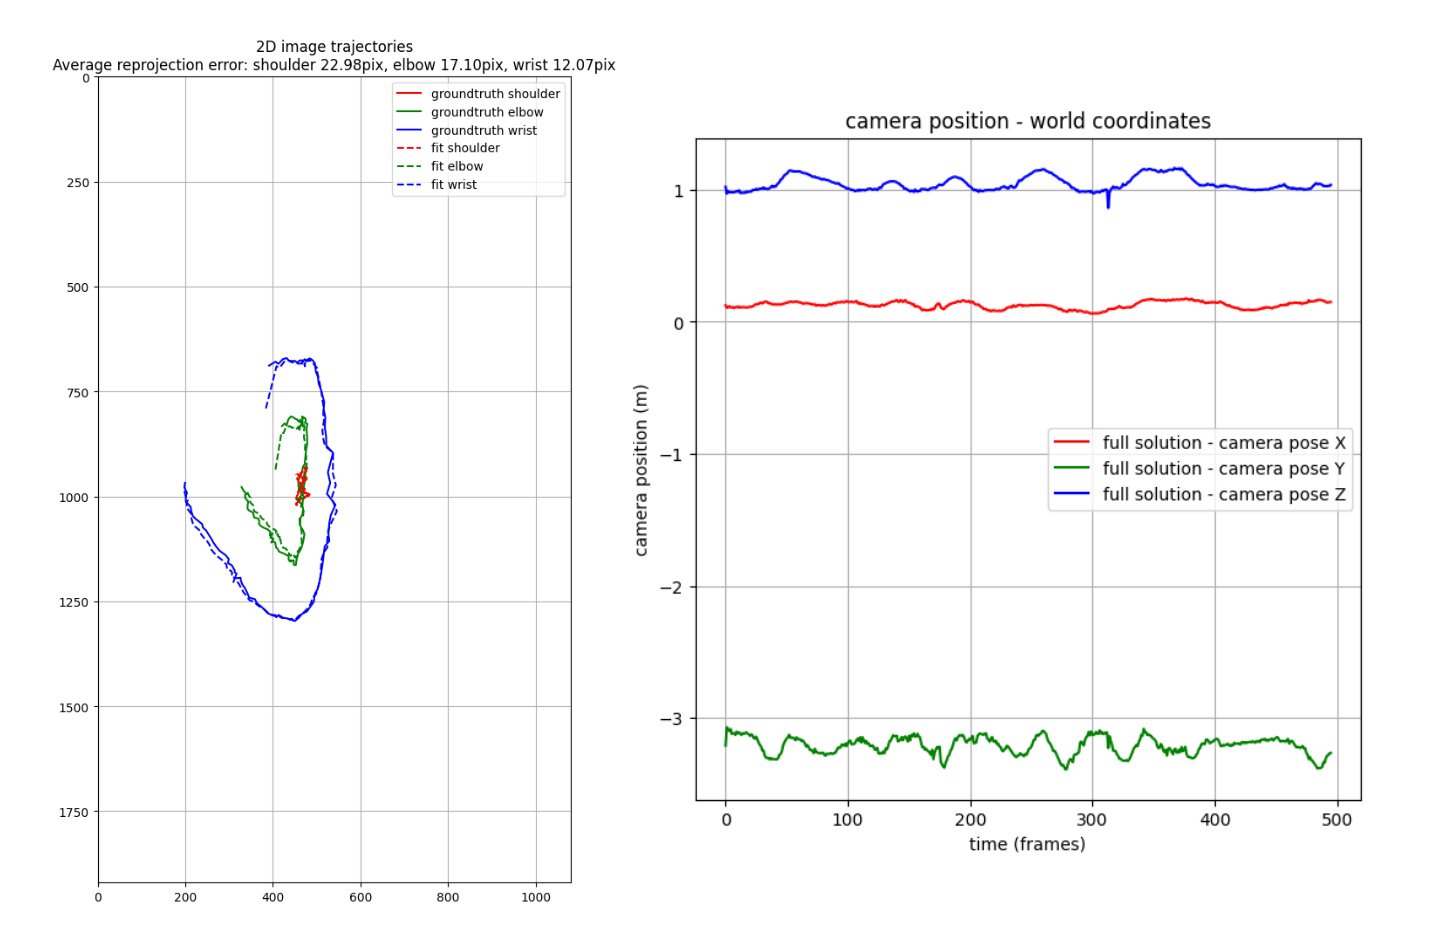 2D image trajectories
Average reprojection error: shoulder 22.98pix, elbow 17.10pix, wrist 12.07pix
groundtruth shoulder
groundtruth elbow
groundtruth wrist
fit shoulder
fit elbow
fit wrist
0
250
500
750
1000
1250
1500
1750
0 200 400 600 800 1000
camera position - world coordinates
camera position (m)
1
0
−1
−2
−3
full solution - camera pose X
full solution - camera pose Y
full solution - camera pose Z
0 100 200 300 400 500
time (frames)